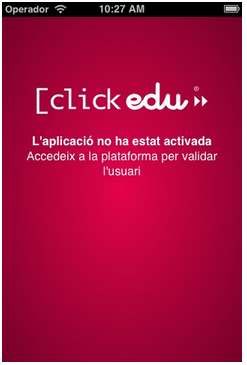 Operador 10:27 AM
[click edu ®
L'aplicació no ha estat activada
Accedeix a la plataforma per validar
l'usuari